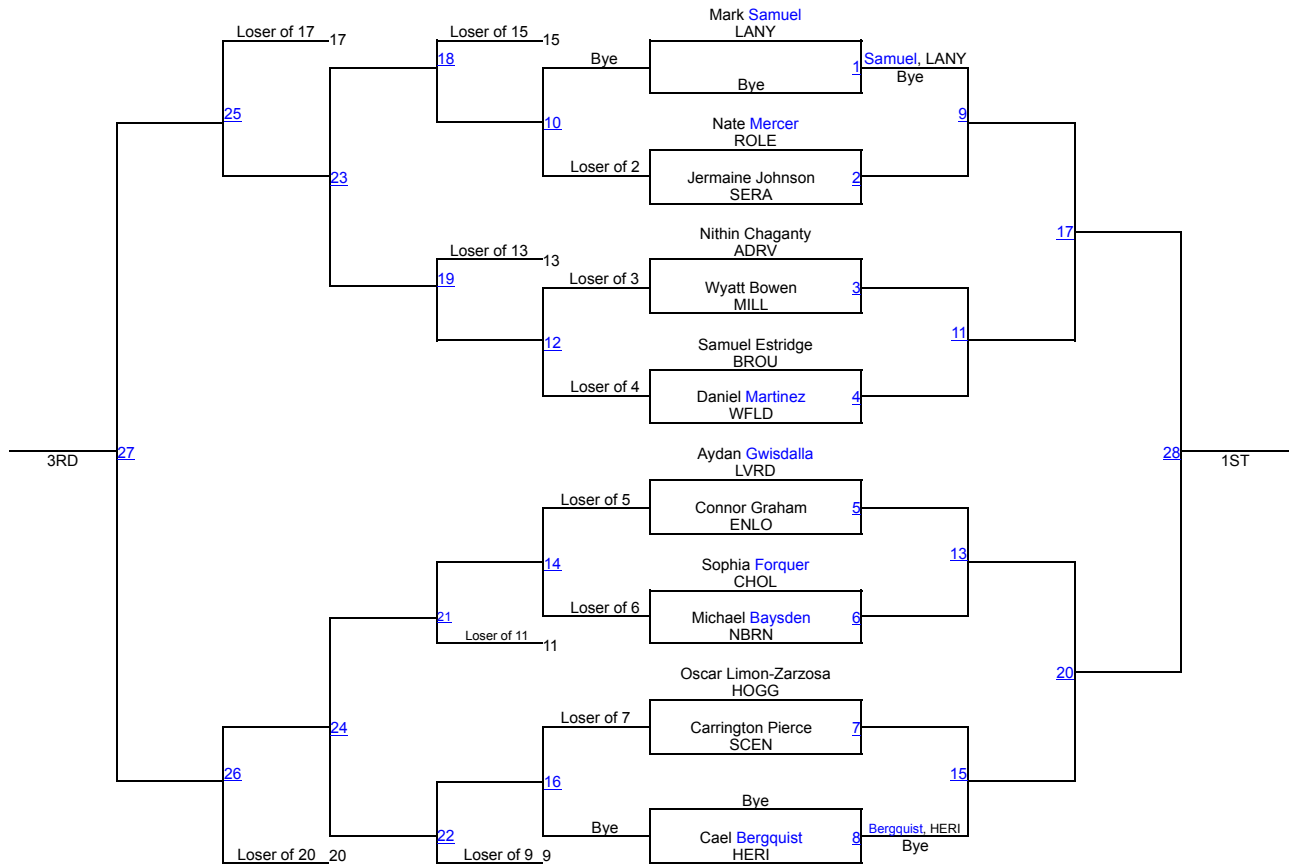 Mark Samuel
Loser of 17 17
Loser of 15 15
LANY
18
Bye
1
Samuel, LANY
Bye
Bye
25
10
9
Nate Mercer
ROLE
Loser of 2
23
Jermaine Johnson
2
SERA
Nithin Chaganty
17
ADRV
Loser of 13 13
19
Loser of 3
Wyatt Bowen
3
MILL
11
12
Samuel Estridge
BROU
Loser of 4
Daniel Martinez
4
WFLD
3RD
27
28
1ST
Aydan Gwisdalla
LVRD
Loser of 5
Connor Graham
5
ENLO
14
13
Sophia Forquer
CHOL
21
Loser of 6
Michael Baysden
6
NBRN
Loser of 11 11
Oscar Limon-Zarzosa
20
HOGG
24
Loser of 7
Carrington Pierce
7
SCEN
26
16
15
Bye
22
Bye
Cael Bergquist
8
Bergquist, HERI
HERI
Bye
Loser of 20 20
Loser of 9 9